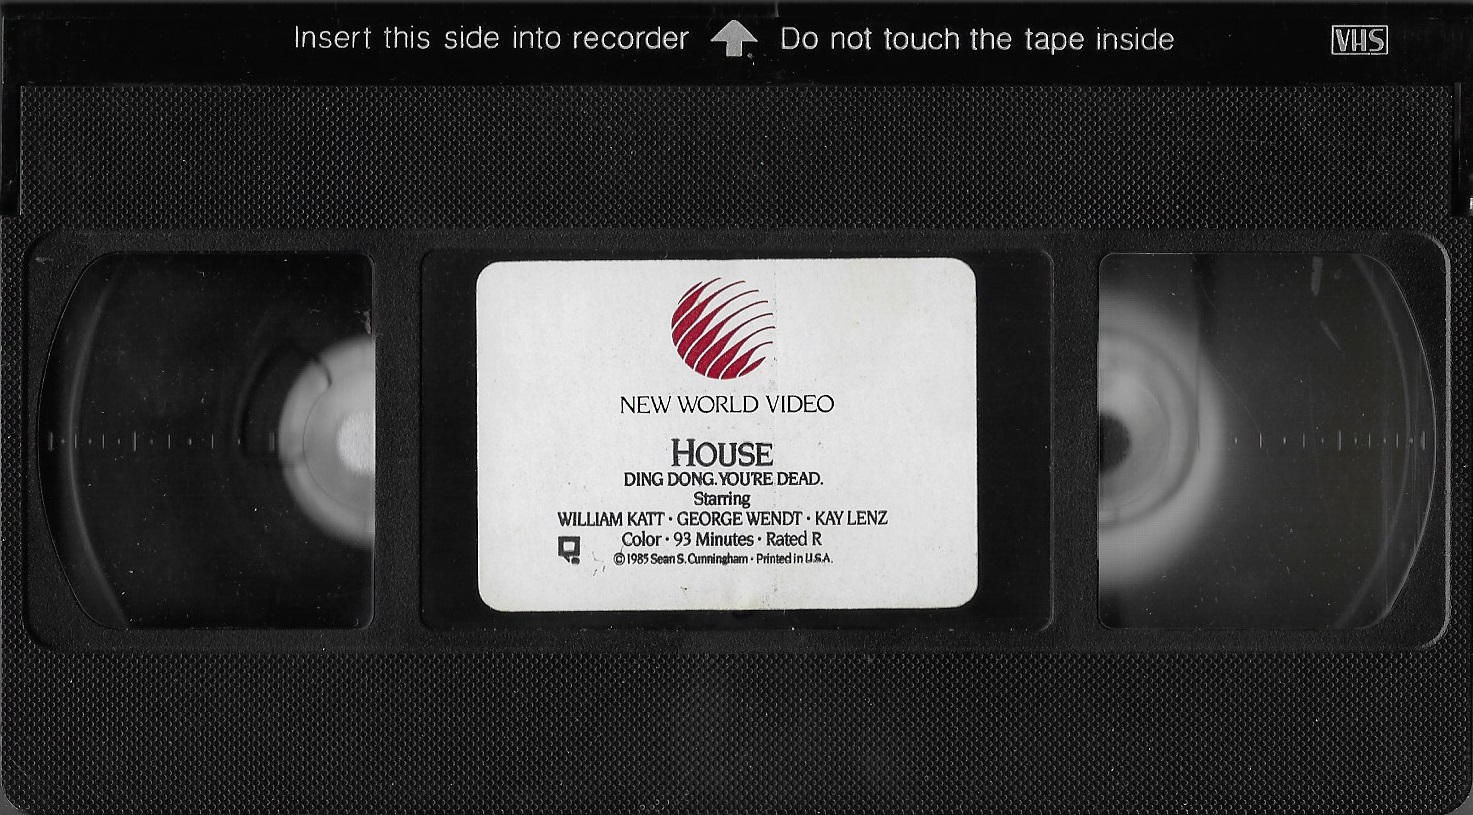 Insert this side into recorder Do not touch the tape inside VHS
NEW WORLD VIDEO
HOUSE
DING DONG. YOU'RE DEAD.
Starring
WILLIAM KATT · GEORGE WENDT · KAY LENZ
Color · 93 Minutes · Rated R
© 1985 Sean S. Cunningham · Printed in U.S.A.